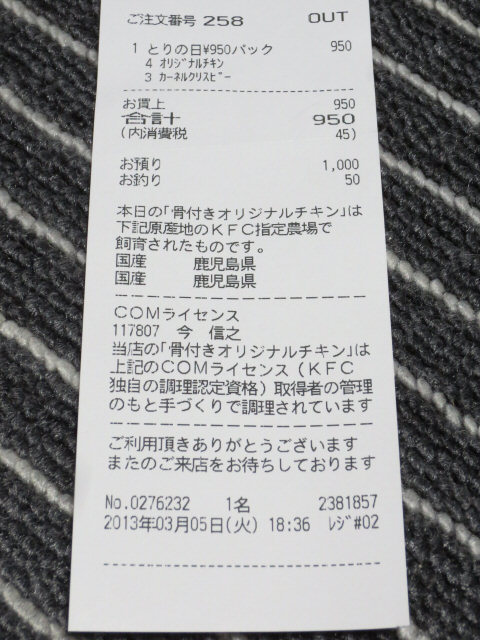 ご注文番号 258 OUT
1 とりの日¥950パック 950
4 オリジナルチキン
3 カーネルクリスピー
お買上 950
合計 950
(内消費税 45)
お預り 1,000
お釣り 50
本日の「骨付きオリジナルチキン」は
下記原産地のKFC指定農場で
飼育されたものです。
国産 鹿児島県
国産 鹿児島県
COMライセンス
117807 今 信之
当店の「骨付きオリジナルチキン」は
上記のCOMライセンス(KFC
独自の調理認定資格)取得者の管理
のもと手づくりで調理されています
ご利用頂きありがとうございます
またのご来店をお待ちしております
No.0276232 1名 2381857
2013年03月05日(火) 18:36 レジ#02